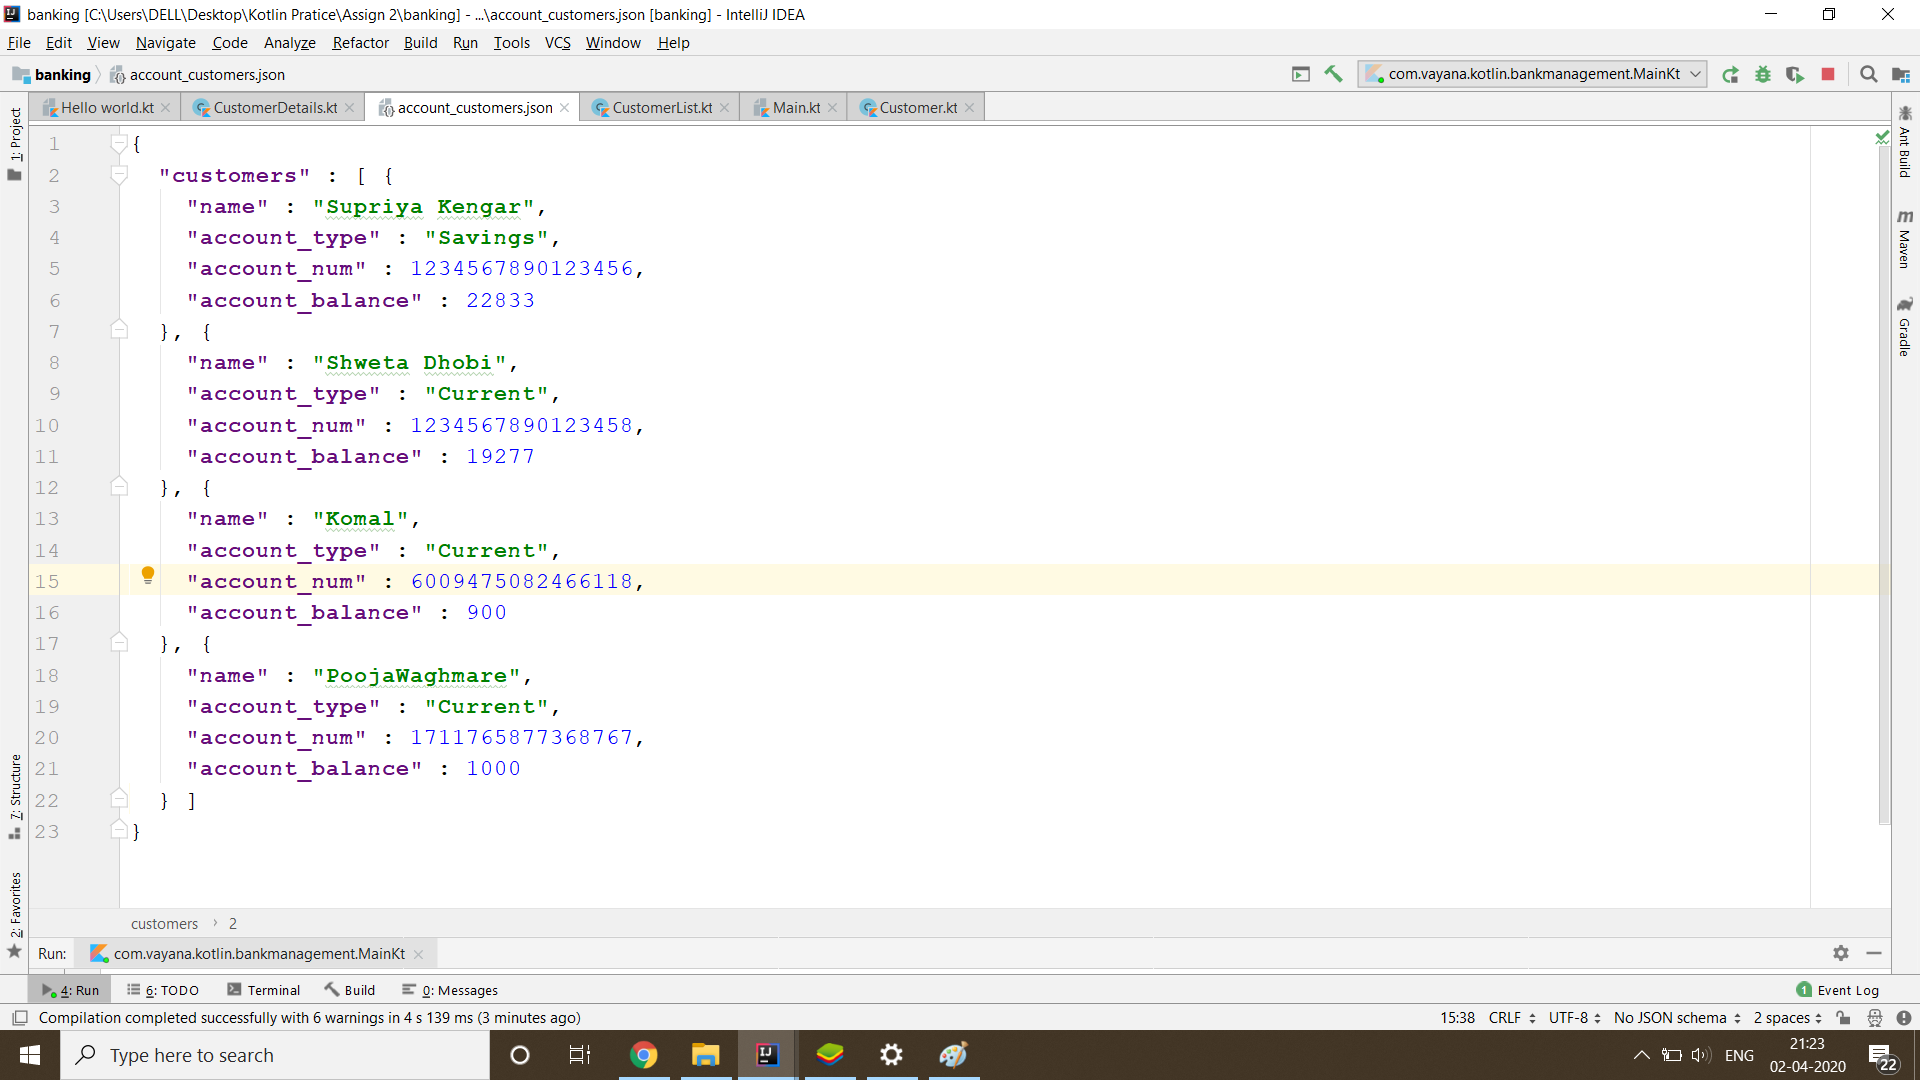 banking [C:\Users\DELL\Desktop\Kotlin Pratice\Assign 2\banking] - ...\account_customers.json [banking] - IntelliJ IDEA
File Edit View Navigate Code Analyze Refactor Build Run Tools VCS Window Help
banking account_customers.json com.vayana.kotlin.bankmanagement.MainKt
Hello world.kt CustomerDetails.kt account_customers.json CustomerList.kt Main.kt Customer.kt
1: Project
7: Structure
2: Favorites
Ant Build
Maven
Gradle
1 {
2 "customers" : [ {
3 "name" : "Supriya Kengar",
4 "account_type" : "Savings",
5 "account_num" : 1234567890123456,
6 "account_balance" : 22833
7 }, {
8 "name" : "Shweta Dhobi",
9 "account_type" : "Current",
10 "account_num" : 1234567890123458,
11 "account_balance" : 19277
12 }, {
13 "name" : "Komal",
14 "account_type" : "Current",
15 "account_num" : 6009475082466118,
16 "account_balance" : 900
17 }, {
18 "name" : "PoojaWaghmare",
19 "account_type" : "Current",
20 "account_num" : 1711765877368767,
21 "account_balance" : 1000
22 } ]
23 }
customers › 2
Run: com.vayana.kotlin.bankmanagement.MainKt
4: Run 6: TODO Terminal Build 0: Messages 1 Event Log
Compilation completed successfully with 6 warnings in 4 s 139 ms (3 minutes ago) 15:38 CRLF UTF-8 No JSON schema 2 spaces
Type here to search ENG 21:23
02-04-2020 22